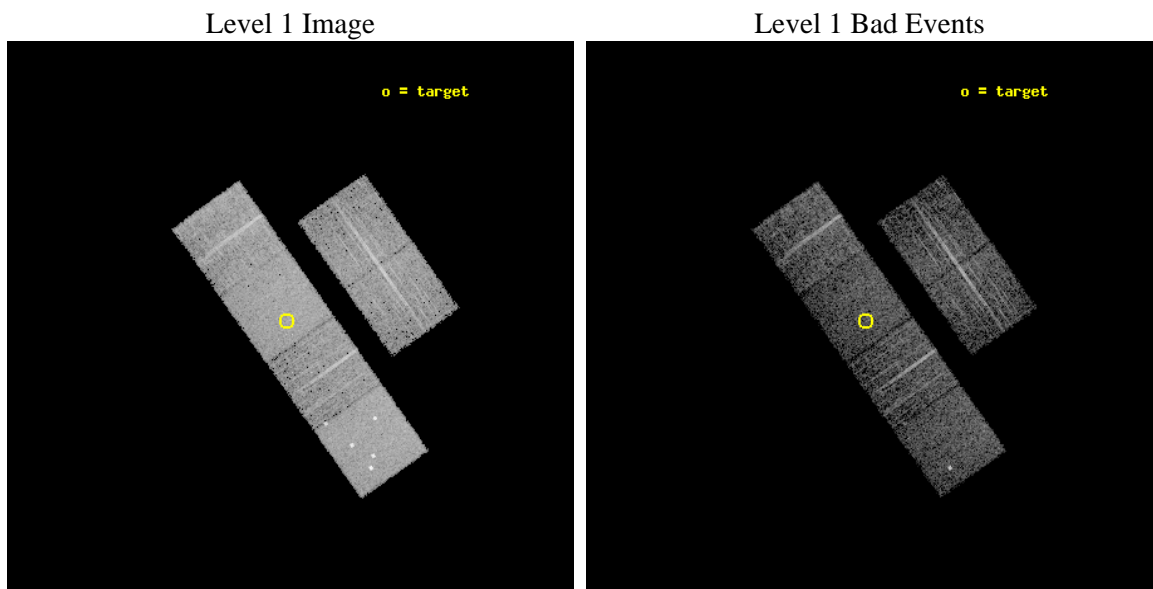 Level 1 Image
Level 1 Bad Events
o = target
o = target